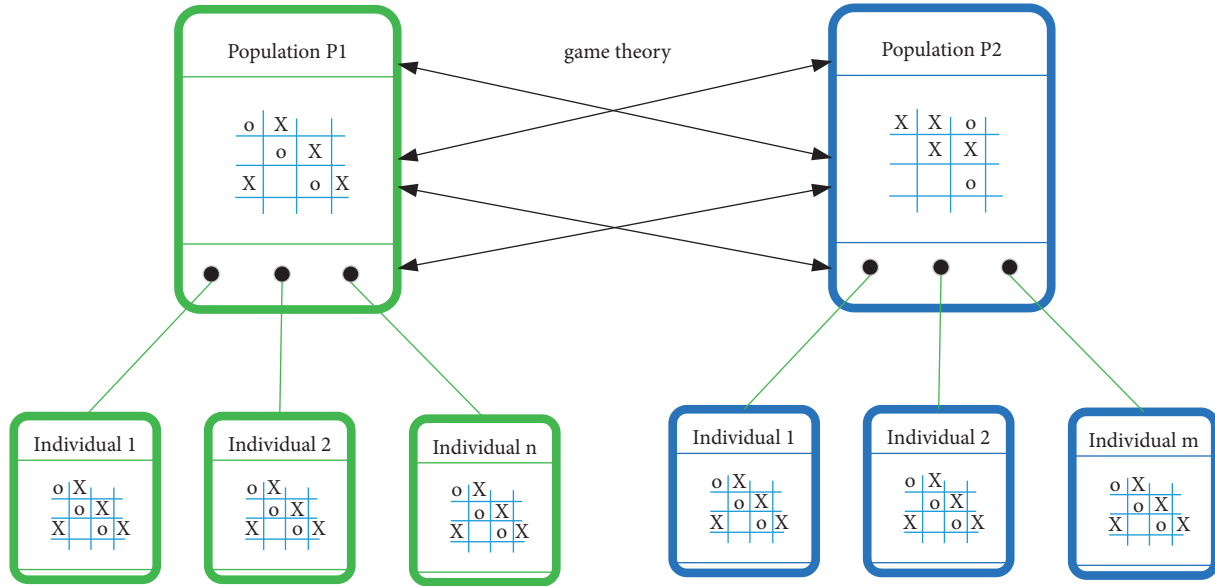 Population P1
game theory
Population P2
o X
o X
X o X
X X o
X X
o
Individual 1
o X
o X
X o X
Individual 2
o X
o X
X o X
Individual n
o X
o X
X o X
Individual 1
o X
o X
X o X
Individual 2
o X
o X
X o X
Individual m
o X
o X
X o X